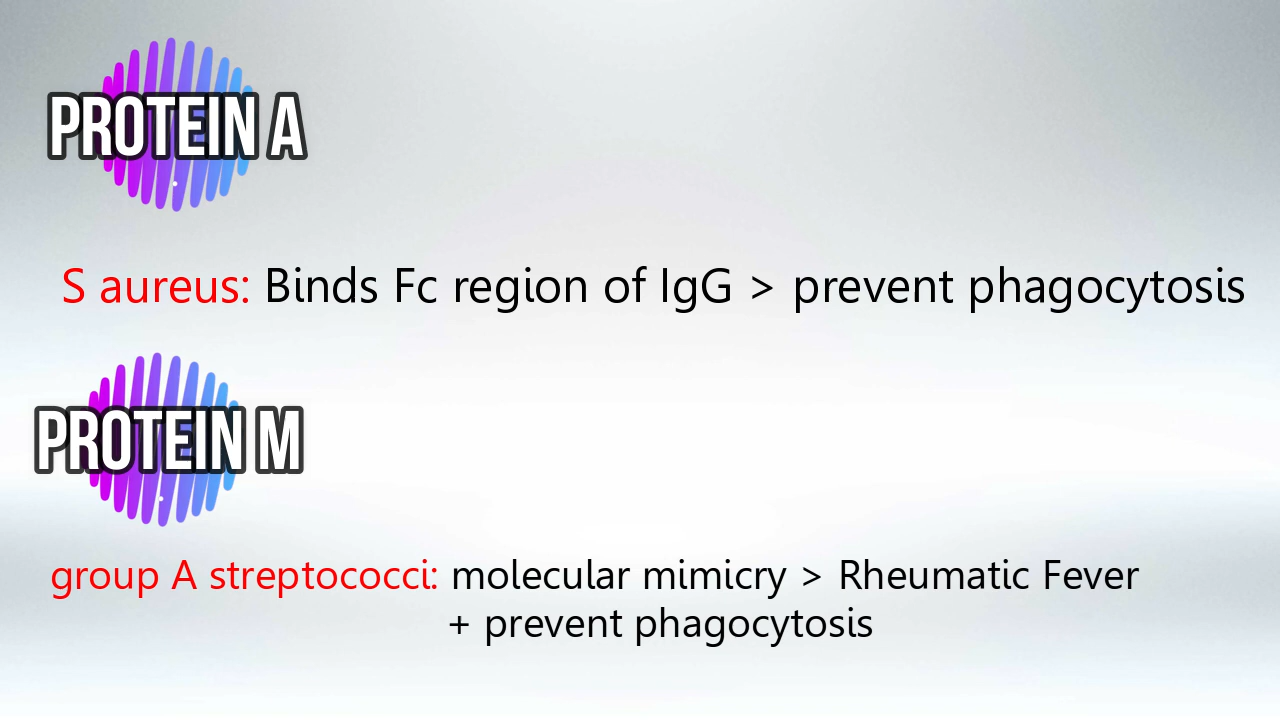 PROTEIN A
S aureus: Binds Fc region of IgG > prevent phagocytosis
PROTEIN M
group A streptococci: molecular mimicry > Rheumatic Fever
+ prevent phagocytosis